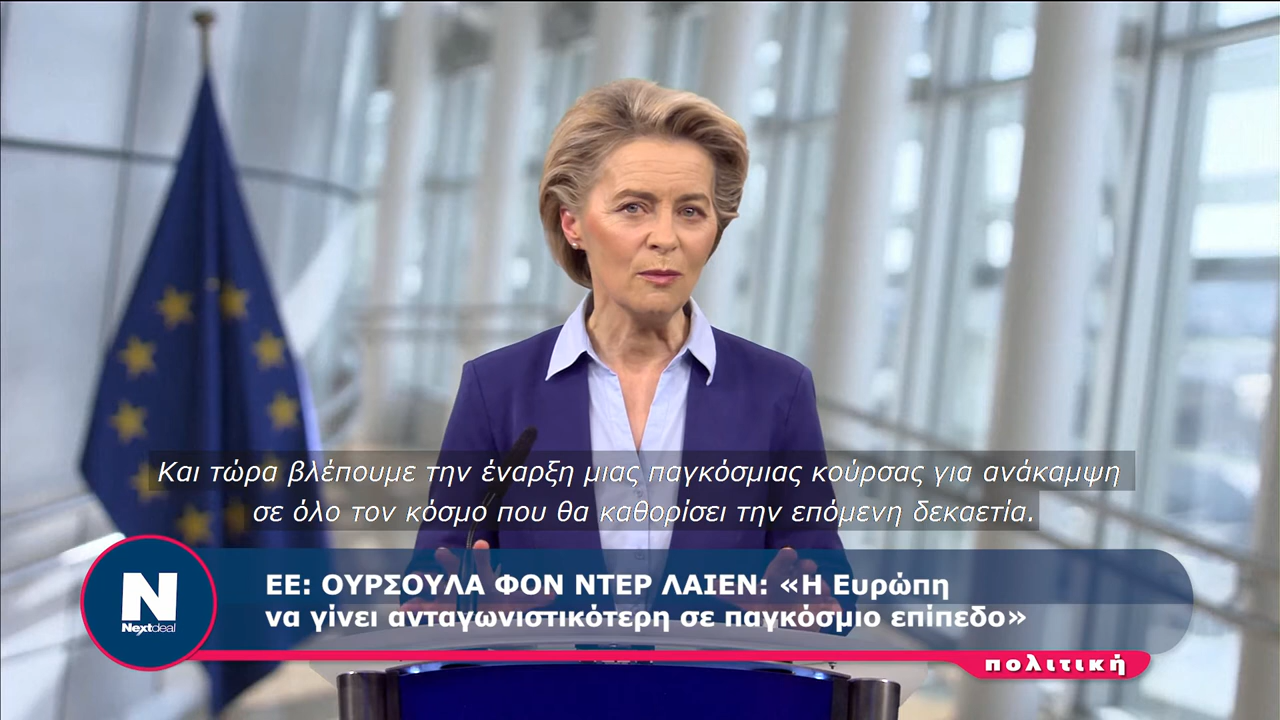 Και τώρα βλέπουμε την έναρξη μιας παγκόσμιας κούρσας για ανάκαμψη
σε όλο τον κόσμο που θα καθορίσει την επόμενη δεκαετία.
N
Nextdeal
ΕΕ: ΟΥΡΣΟΥΛΑ ΦΟΝ ΝΤΕΡ ΛΑΙΕΝ: «Η Ευρώπη
να γίνει ανταγωνιστικότερη σε παγκόσμιο επίπεδο»
πολιτική